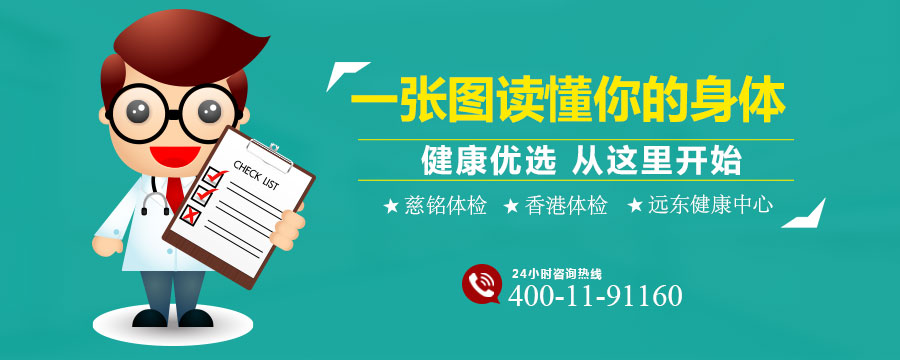 一张图读懂你的身体
健康优选 从这里开始
★ 慈铭体检 ★ 香港体检 ★ 远东健康中心
24小时咨询热线
400-11-91160
CHECK LIST